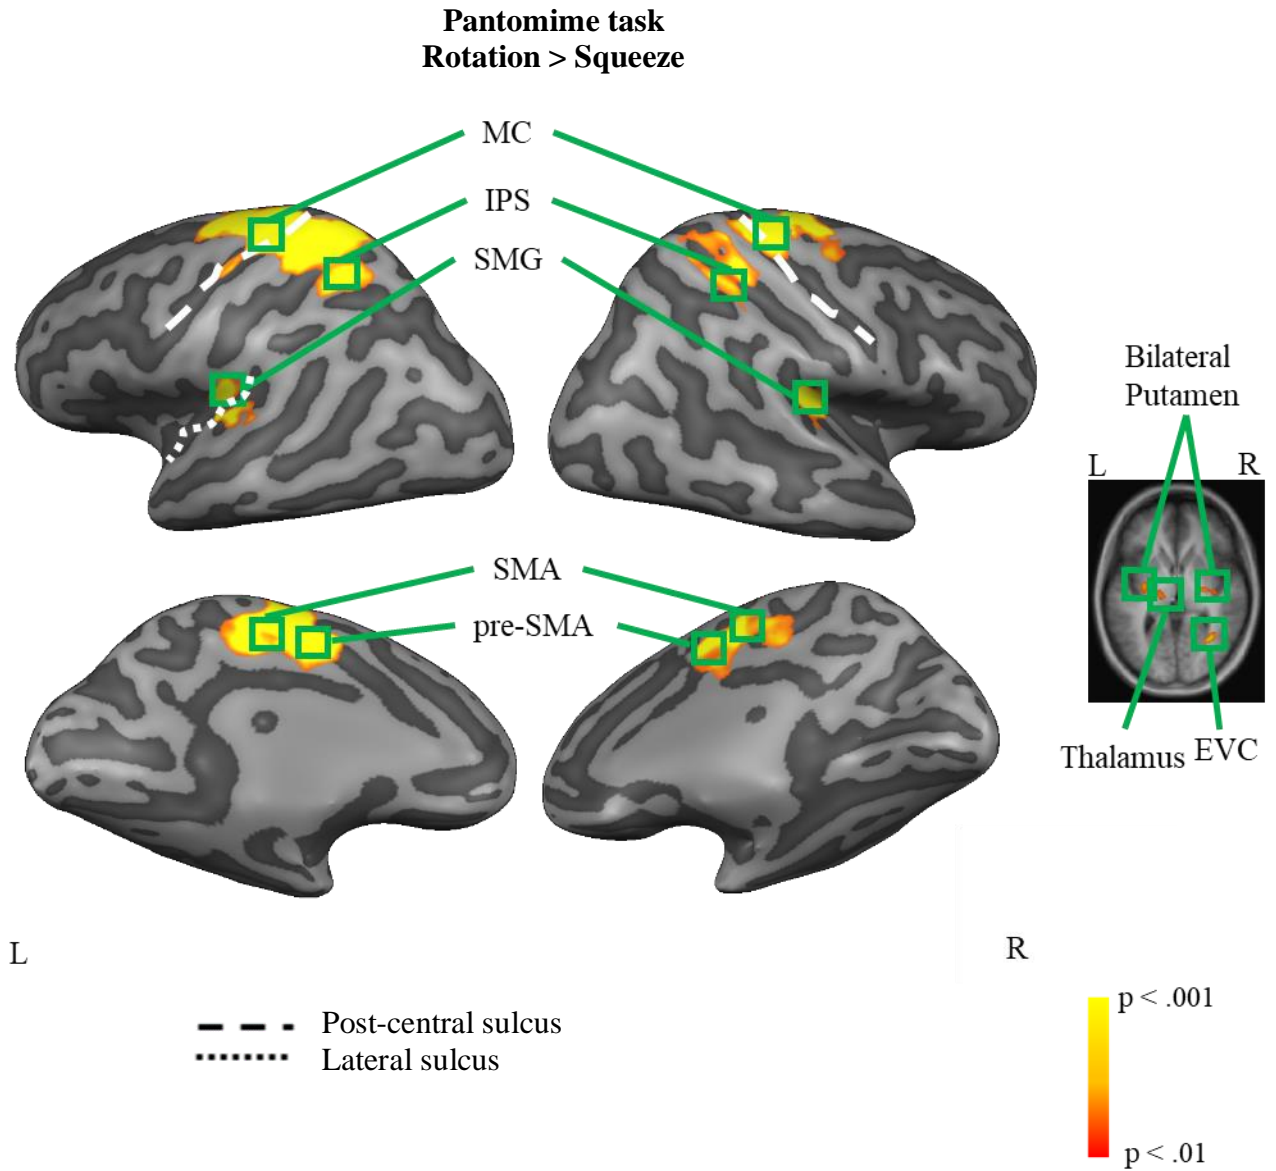 Pantomime task
Rotation > Squeeze
MC
IPS
SMG
Bilateral
Putamen
L
R
SMA
pre-SMA
Thalamus
EVC
L
R
Post-central sulcus
Lateral sulcus
p < .001
p < .01